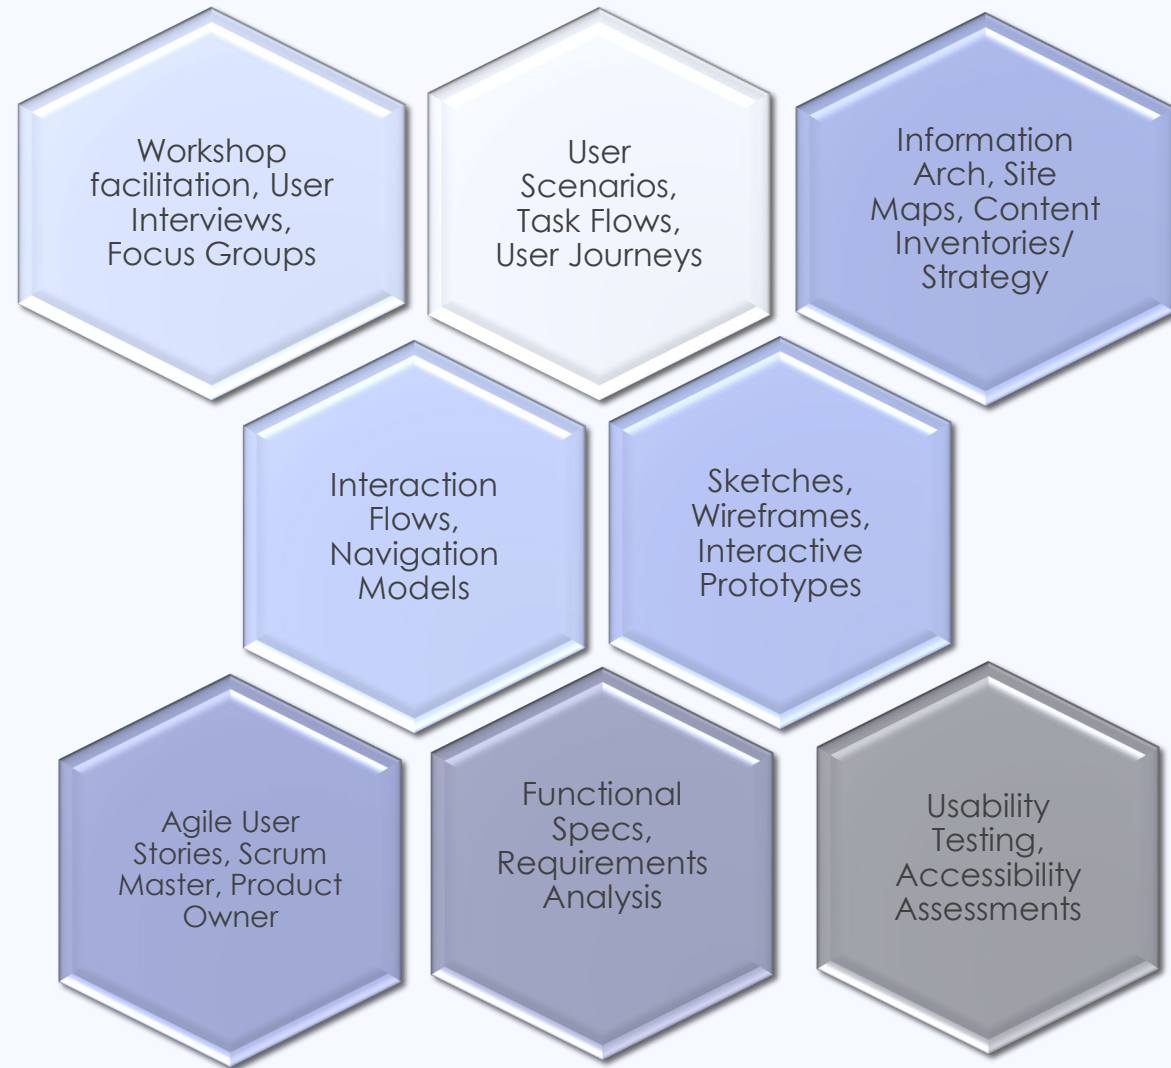 Workshop
facilitation, User
Interviews,
Focus Groups
User
Scenarios,
Task Flows,
User Journeys
Information
Arch, Site
Maps, Content
Inventories/
Strategy
Interaction
Flows,
Navigation
Models
Sketches,
Wireframes,
Interactive
Prototypes
Agile User
Stories, Scrum
Master, Product
Owner
Functional
Specs,
Requirements
Analysis
Usability
Testing,
Accessibility
Assessments